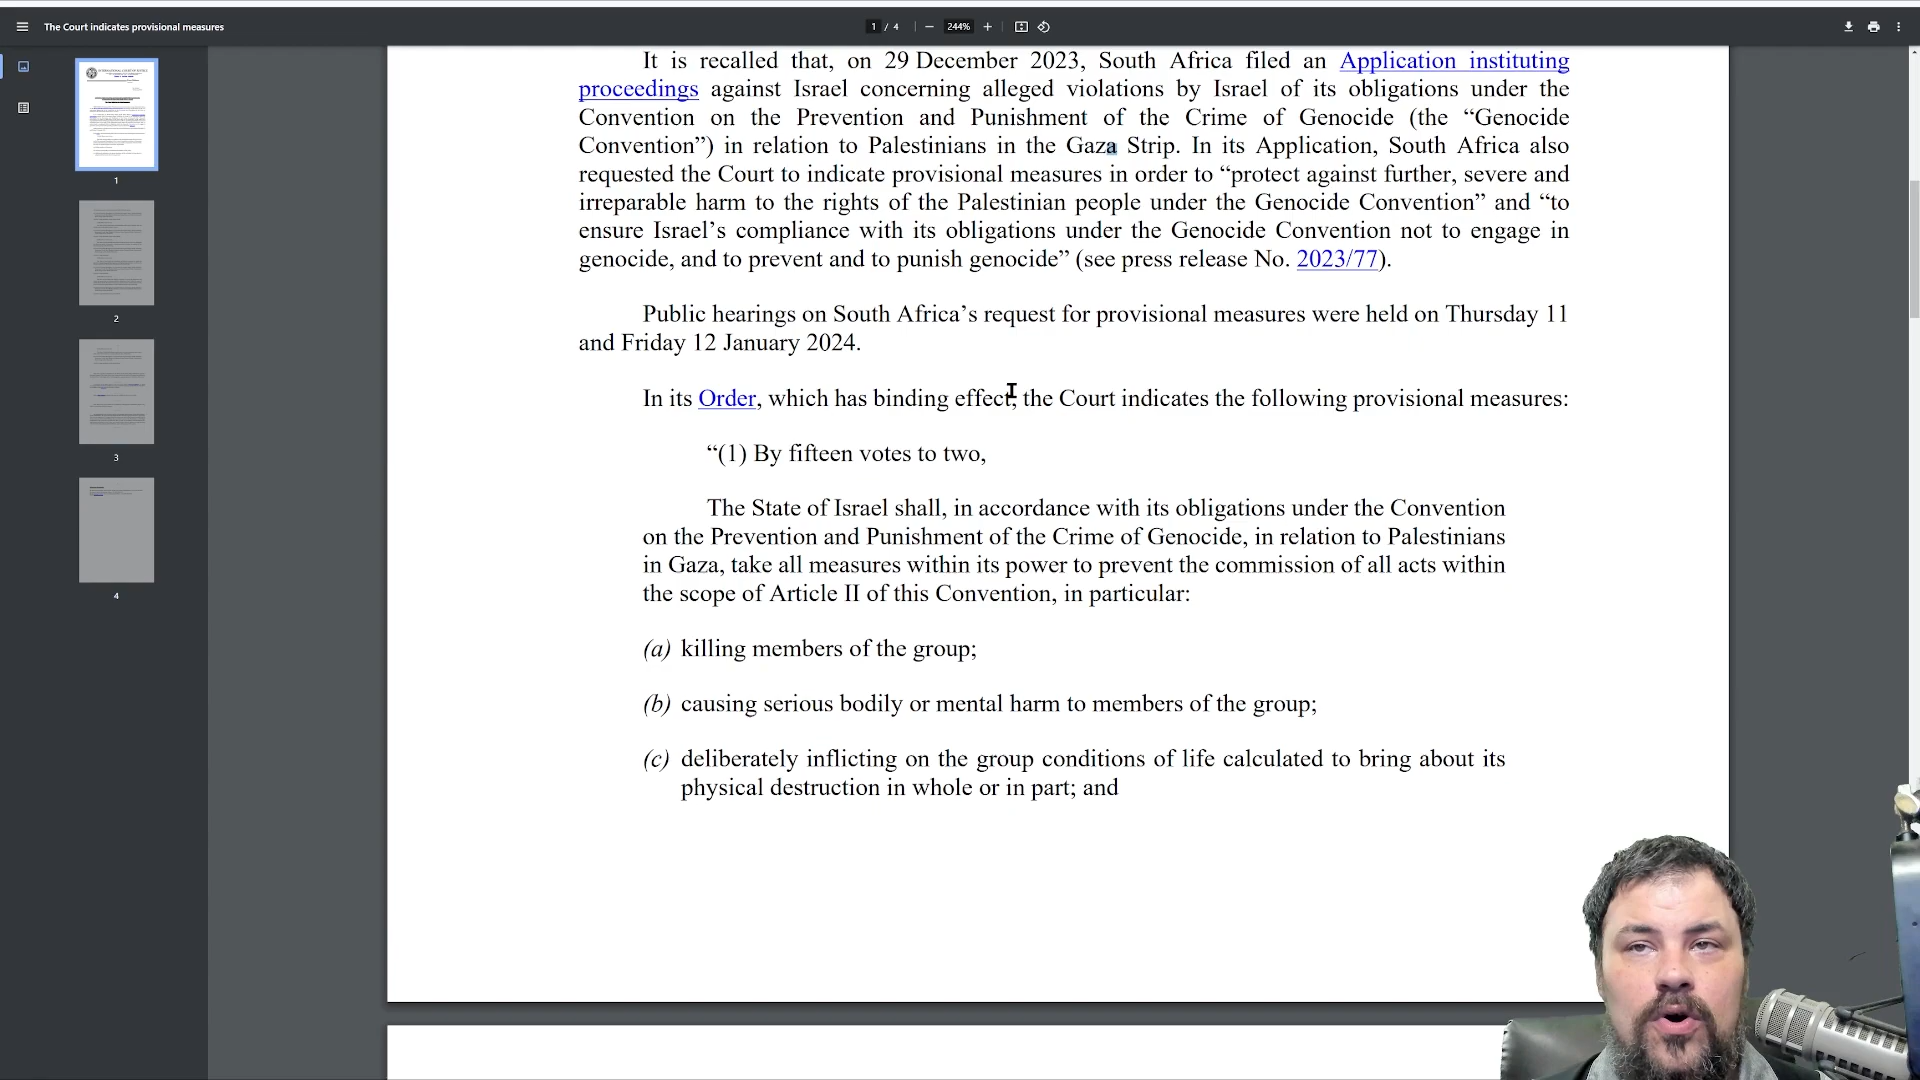 The Court indicates provisional measures
1 / 4
244%
It is recalled that, on 29 December 2023, South Africa filed an Application instituting
proceedings against Israel concerning alleged violations by Israel of its obligations under the
Convention on the Prevention and Punishment of the Crime of Genocide (the “Genocide
Convention”) in relation to Palestinians in the Gaza Strip. In its Application, South Africa also
requested the Court to indicate provisional measures in order to “protect against further, severe and
irreparable harm to the rights of the Palestinian people under the Genocide Convention” and “to
ensure Israel’s compliance with its obligations under the Genocide Convention not to engage in
genocide, and to prevent and to punish genocide” (see press release No. 2023/77).
Public hearings on South Africa’s request for provisional measures were held on Thursday 11
and Friday 12 January 2024.
In its Order, which has binding effect, the Court indicates the following provisional measures:
“(1) By fifteen votes to two,
The State of Israel shall, in accordance with its obligations under the Convention
on the Prevention and Punishment of the Crime of Genocide, in relation to Palestinians
in Gaza, take all measures within its power to prevent the commission of all acts within
the scope of Article II of this Convention, in particular:
(a) killing members of the group;
(b) causing serious bodily or mental harm to members of the group;
(c) deliberately inflicting on the group conditions of life calculated to bring about its
physical destruction in whole or in part; and
1
2
3
4